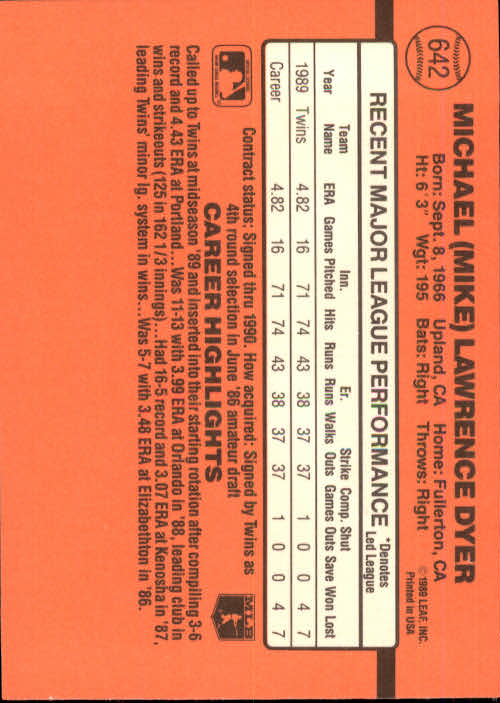 642
MICHAEL (MIKE) LAWRENCE DYER
Born: Sept. 8, 1966 Upland, CA Home: Fullerton, CA
Ht: 6' 3" Wgt: 195 Bats: Right Throws: Right
© 1989 LEAF, INC.
Printed in USA
RECENT MAJOR LEAGUE PERFORMANCE *Denotes Led League
Team Inn. Er. Strike Comp. Shut
Year Name ERA Games Pitched Hits Runs Runs Walks Outs Games Outs Save Won Lost
1989 Twins 4.82 16 71 74 43 38 37 37 1 0 0 4 7
Career 4.82 16 71 74 43 38 37 37 1 0 0 4 7
Contract status: Signed thru 1990. How acquired: Signed by Twins as
4th round selection in June '86 amateur draft
MLB
CAREER HIGHLIGHTS
Called up to Twins at midseason '89 and inserted into their starting rotation after compiling 3-6
record and 4.43 ERA at Portland...Was 11-13 with 3.99 ERA at Orlando in '88, leading club in
wins and strikeouts (125 in 162 1/3 innings)...Had 16-5 record and 3.07 ERA at Kenosha in '87,
leading Twins' minor lg. system in wins...Was 5-7 with 3.48 ERA at Elizabethton in '86.